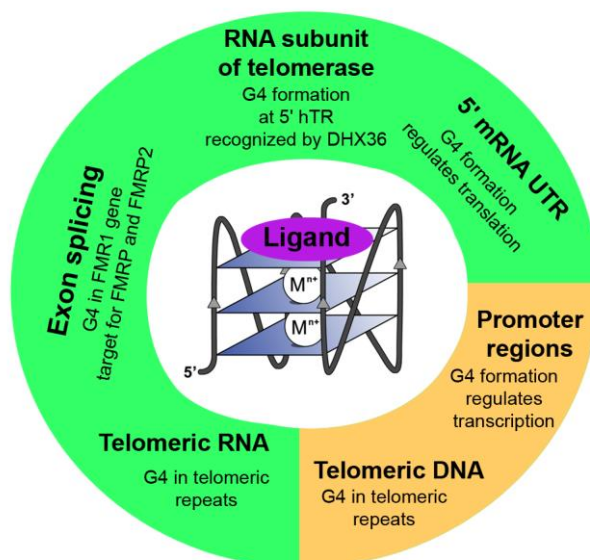 RNA subunit
of telomerase
G4 formation
at 5' hTR
recognized by DHX36
5' mRNA UTR
G4 formation
regulates translation
Exon splicing
G4 in FMR1 gene
target for FMRP and FMRP2
3'
Ligand
Mⁿ⁺
Mⁿ⁺
5'
Promoter
regions
G4 formation
regulates
transcription
Telomeric RNA
G4 in telomeric
repeats
Telomeric DNA
G4 in telomeric
repeats